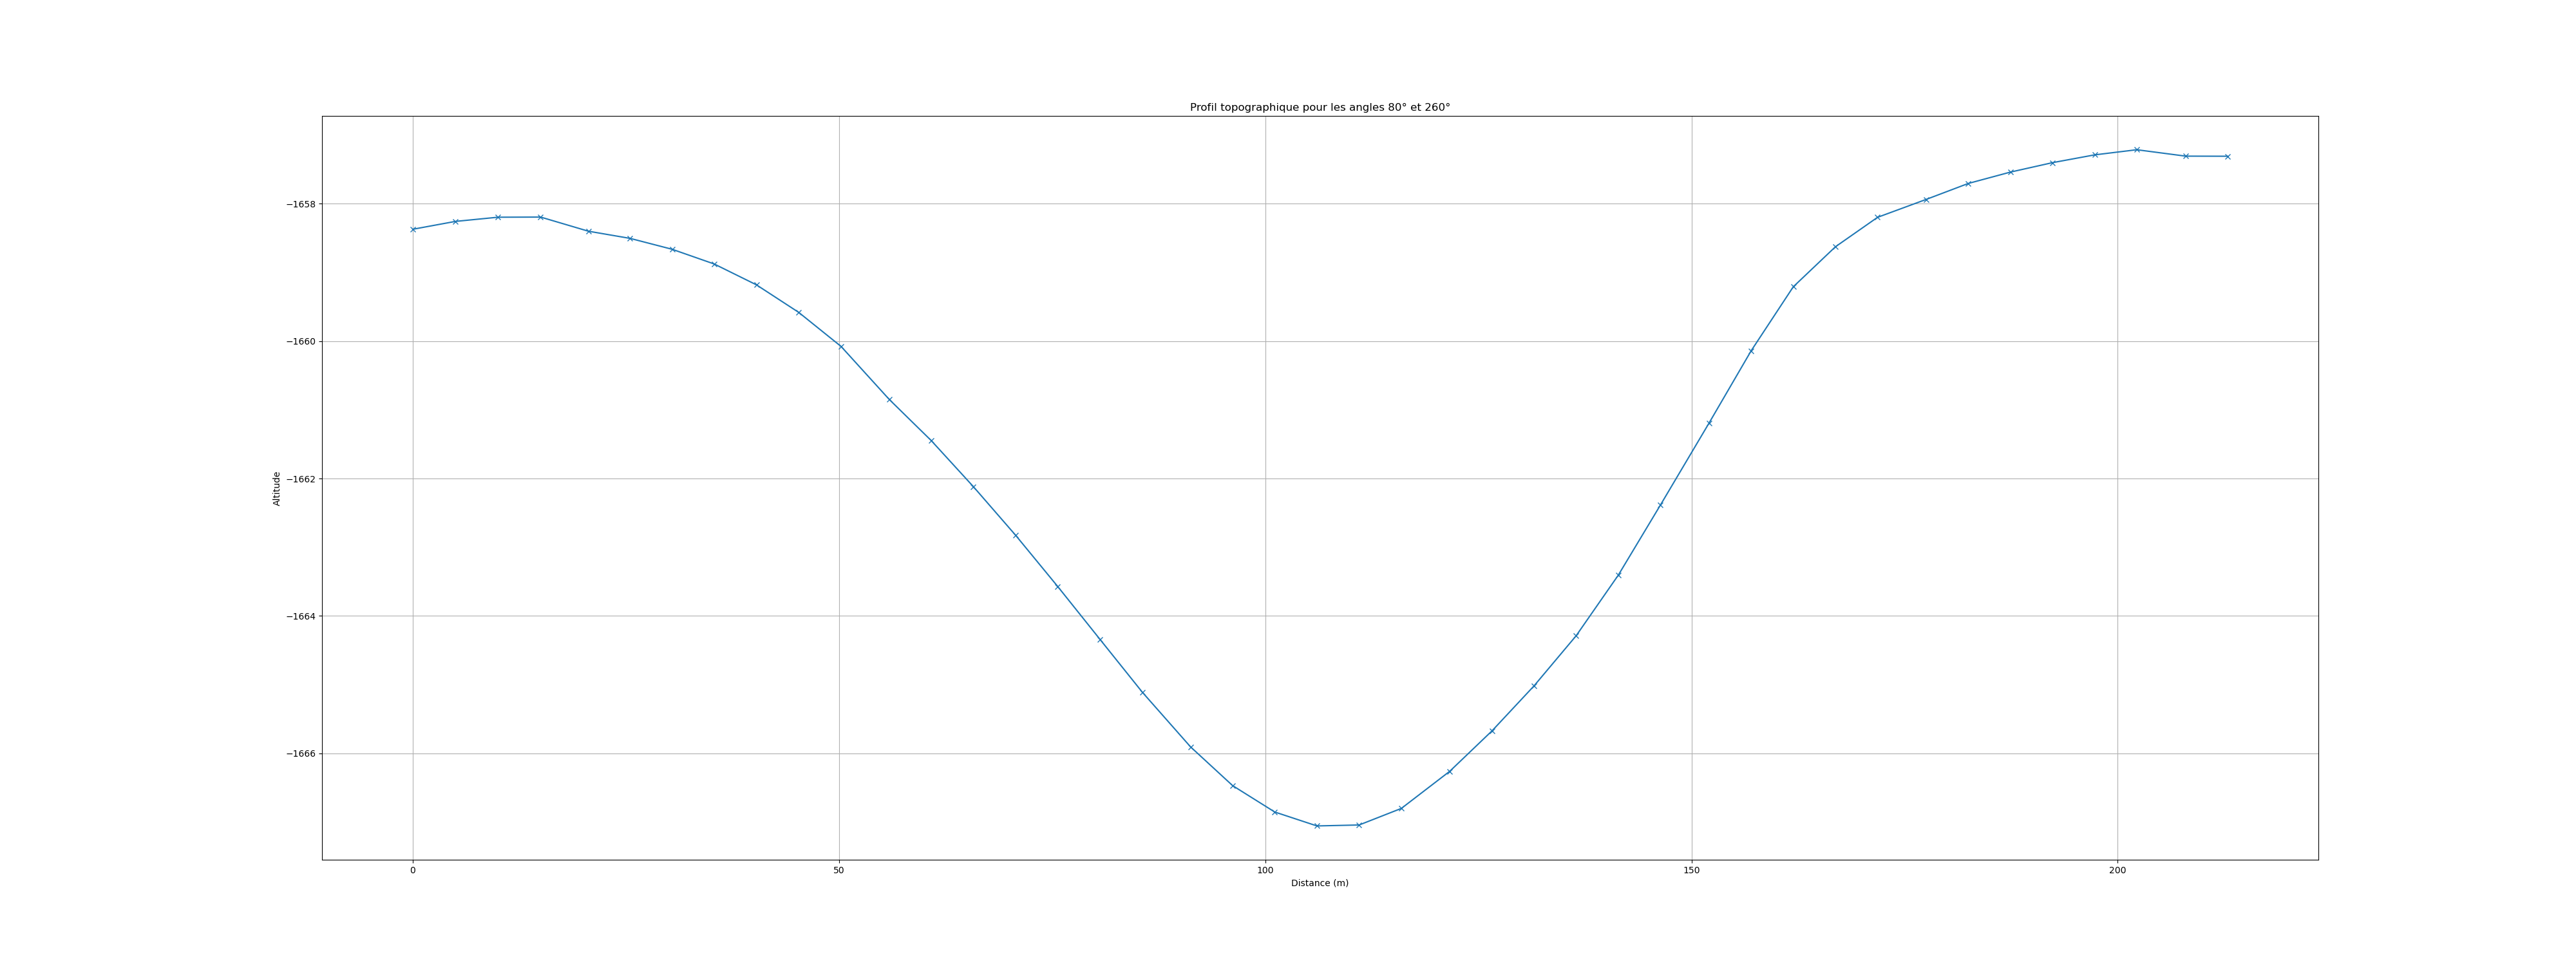 Profil topographique pour les angles 80° et 260°
Altitude
−1658
−1660
−1662
−1664
−1666
0 50 100 150 200
Distance (m)